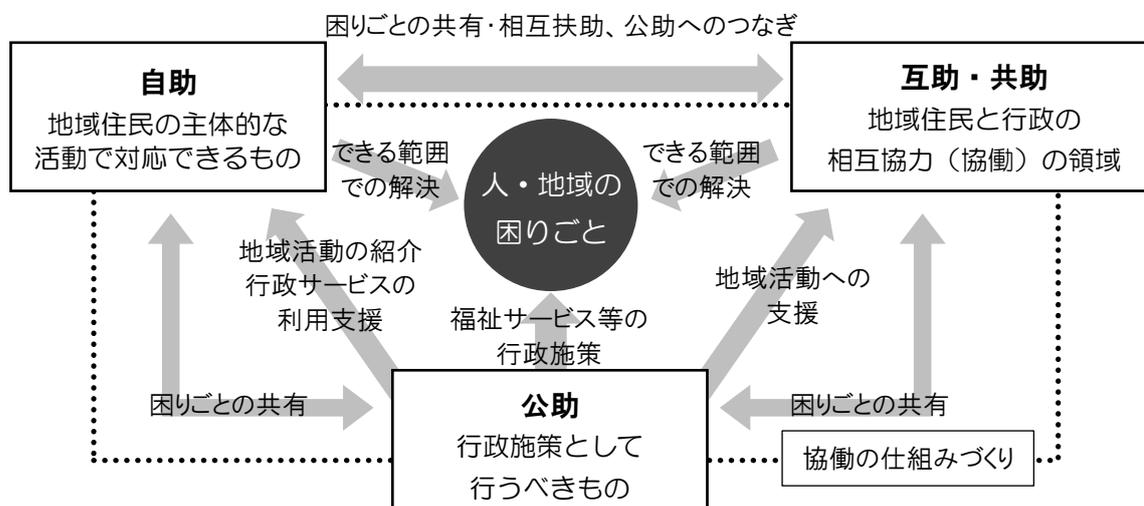 困りごとの共有・相互扶助、公助へのつなぎ
自助
地域住民の主体的な
活動で対応できるもの
互助・共助
地域住民と行政の
相互協力（協働）の領域
できる範囲
での解決
人・地域の
困りごと
できる範囲
での解決
地域活動の紹介
行政サービスの
利用支援
福祉サービス等の
行政施策
地域活動への
支援
困りごとの共有
公助
行政施策として
行うべきもの
困りごとの共有
協働の仕組みづくり